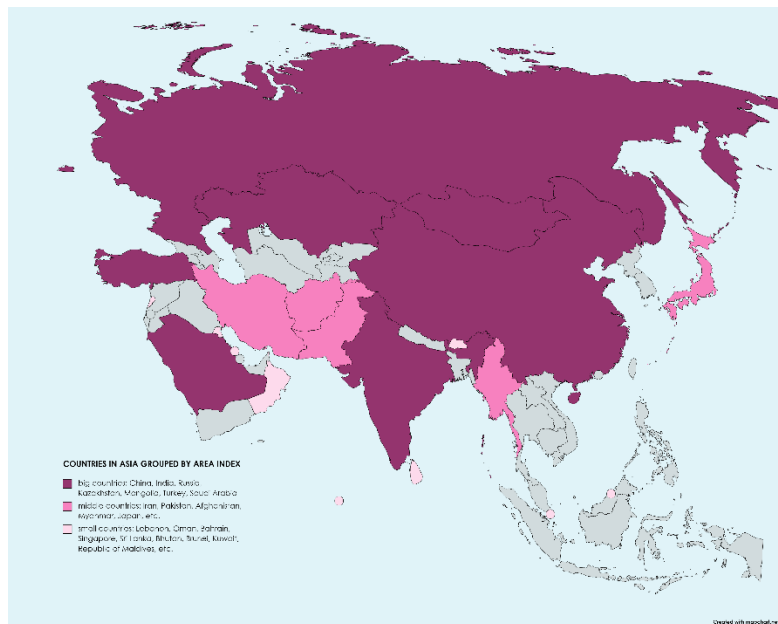 COUNTRIES IN ASIA GROUPED BY AREA INDEX
big countries: China, India, Russia,
Kazakhstan, Mongolia, Turkey, Saudi Arabia
middle countries: Iran, Pakistan, Afghanistan,
Myanmar, Japan, etc.
small countries: Lebanon, Oman, Bahrain,
Singapore, Sri Lanka, Bhutan, Brunei, Kuwait,
Republic of Maldives, etc.
Created with mapchart.net